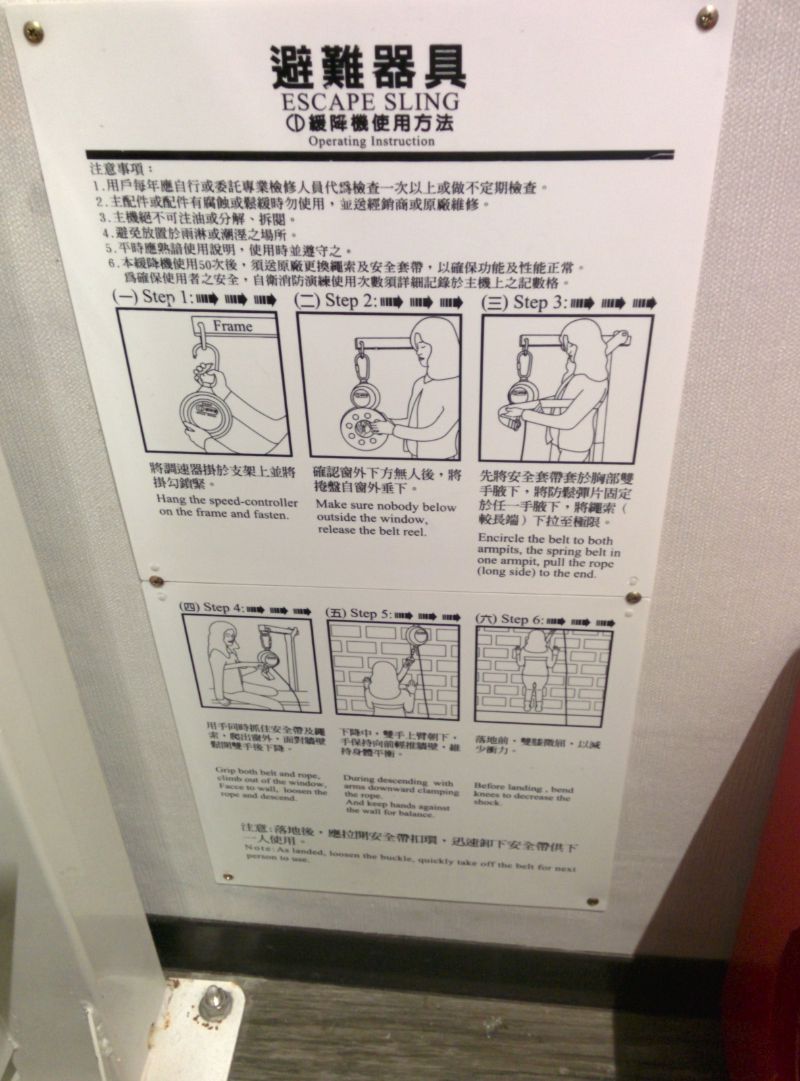 避難器具
ESCAPE SLING
①緩降機使用方法
Operating Instruction
注意事項：
1.用戶每年應自行或委託專業檢修人員代為檢查一次以上或做不定期檢查。
2.主配件或配件有腐蝕或鬆緩時勿使用，並送經銷商或原廠維修。
3.主機絕不可注油或分解、拆開。
4.避免放置於雨淋或潮溼之場所。
5.平時應熟諳使用說明，使用時並遵守之。
6.本緩降機使用50次後，須送原廠更換繩索及安全套帶，以確保功能及性能正常。
為確保使用者之安全，自衛消防演練使用次數須詳細記錄於主機上之記數格。
(一) Step 1:
(二) Step 2:
(三) Step 3:
Frame
將調速器掛於支架上並將
掛勾鎖緊。
Hang the speed-controller
on the frame and fasten.
確認窗外下方無人後，將
捲盤自窗外垂下。
Make sure nobody below
outside the window,
release the belt reel.
先將安全套帶套於胸部雙
手腋下，將防鬆彈片固定
於任一手腋下，將繩索（
較長端）下拉至極限。
Encircle the belt to both
armpits, the spring belt in
one armpit, pull the rope
(long side) to the end.
(四) Step 4:
(五) Step 5:
(六) Step 6:
用手同時抓住安全帶及繩
索，爬出窗外，面對牆壁
鬆開雙手後下降。
Grip both belt and rope,
climb out of the window,
Facce to wall, loosen the
rope and descend.
下降中，雙手上臂朝下，
手保持向前輕推牆壁，維
持身體平衡。
During descending with
arms downward clamping
the rope.
And keep hands against
the wall for balance.
落地前，雙膝微屈，以減
少衝力。
Before landing , bend
knees to decrease the
shock.
注意:落地後，應拉開安全帶扣環，迅速卸下安全帶供下
一人使用。
Note:As landed, loosen the buckle, quickly take off the belt for next
person to use.